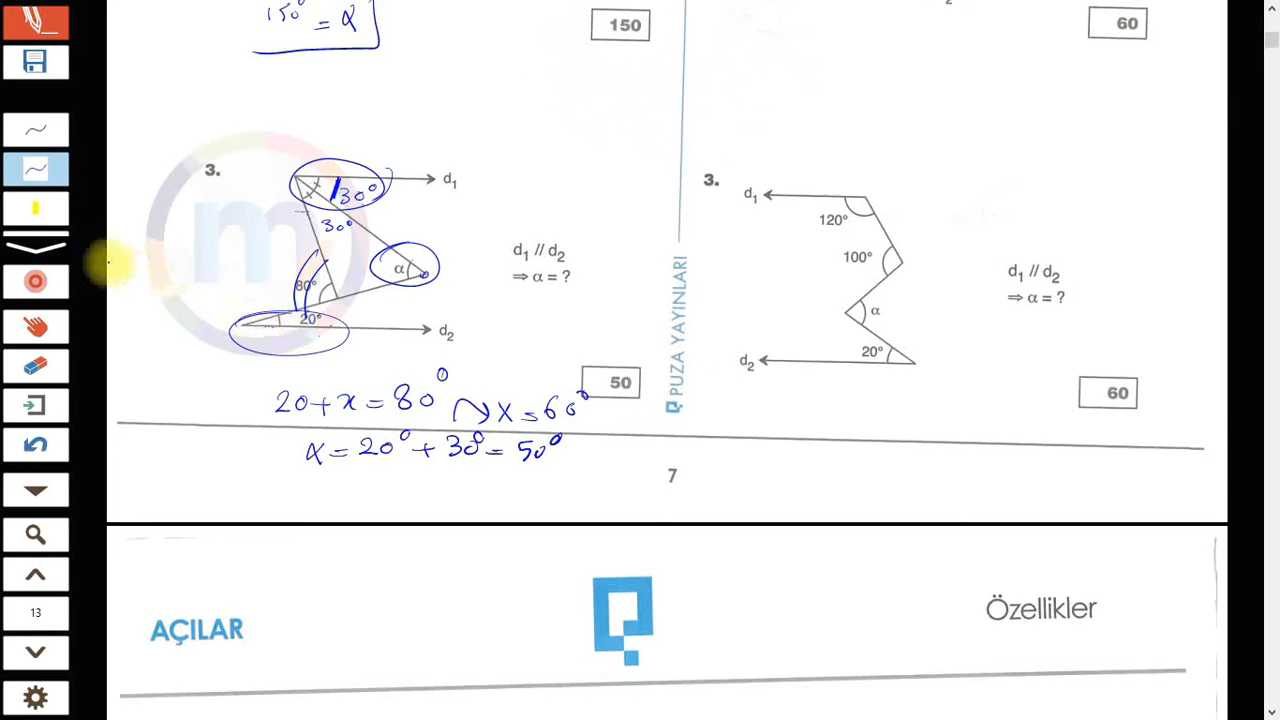 150° = α
150
60
3.
d1
30°
30°
α
80°
20°
d2
d1 // d2
⇒ α = ?
50
20+x=80° x=60°
α=20°+30°=50°
PUZA YAYINLARI
3.
d1
120°
100°
α
20°
d2
d1 // d2
⇒ α = ?
60
7
13
AÇILAR
Özellikler